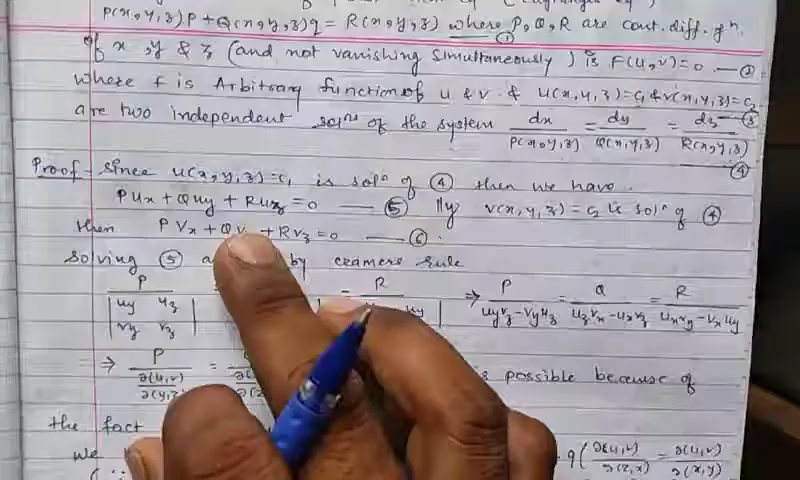 P(x,y,z)p + Q(x,y,z)q = R(x,y,z) where P,Q,R are cont. diff. fⁿ. ①
of x, y & z (and not vanishing simultaneously) is F(u,v)=0 — ②
where f is Arbitrary function of u & v & u(x,y,z)=c₁ & v(x,y,z)=c₂ — ③
are two independent solⁿs of the system dx/P(x,y,z) = dy/Q(x,y,z) = dz/R(x,y,z) — ④
Proof - Since u(x,y,z)=c₁ is solⁿ of ④ then we have.
Pux + Quy + Ruz = 0 — ⑤ lly v(x,y,z)=c₂ is solⁿ of ④
then PVx + QV + Rvz = 0 — ⑥.
Solving ⑤ by cramers rule
P / |uy uz vy vz| = R / uy | ⇒ P/(uyvz-vyuz) = Q/(uzvx-uxvz) = R/(uxvy-vxuy)
⇒ P / ∂(u,v)/∂(y,z) = possible because of
the fact
we q(∂(u,v)/∂(z,x) = ∂(u,v)/∂(x,y)